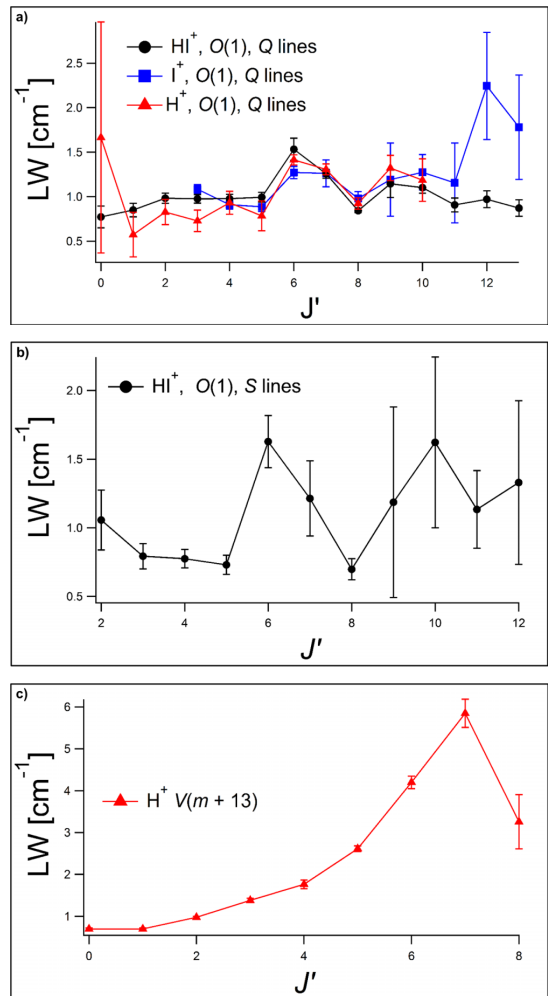 a)
HI⁺, O(1), Q lines
I⁺, O(1), Q lines
H⁺, O(1), Q lines
LW [cm⁻¹]
2.5
2.0
1.5
1.0
0.5
0 2 4 6 8 10 12
J'
b)
HI⁺, O(1), S lines
LW [cm⁻¹]
2.0
1.5
1.0
0.5
2 4 6 8 10 12
J'
c)
H⁺ V(m + 13)
LW [cm⁻¹]
6
5
4
3
2
1
0 2 4 6 8
J'